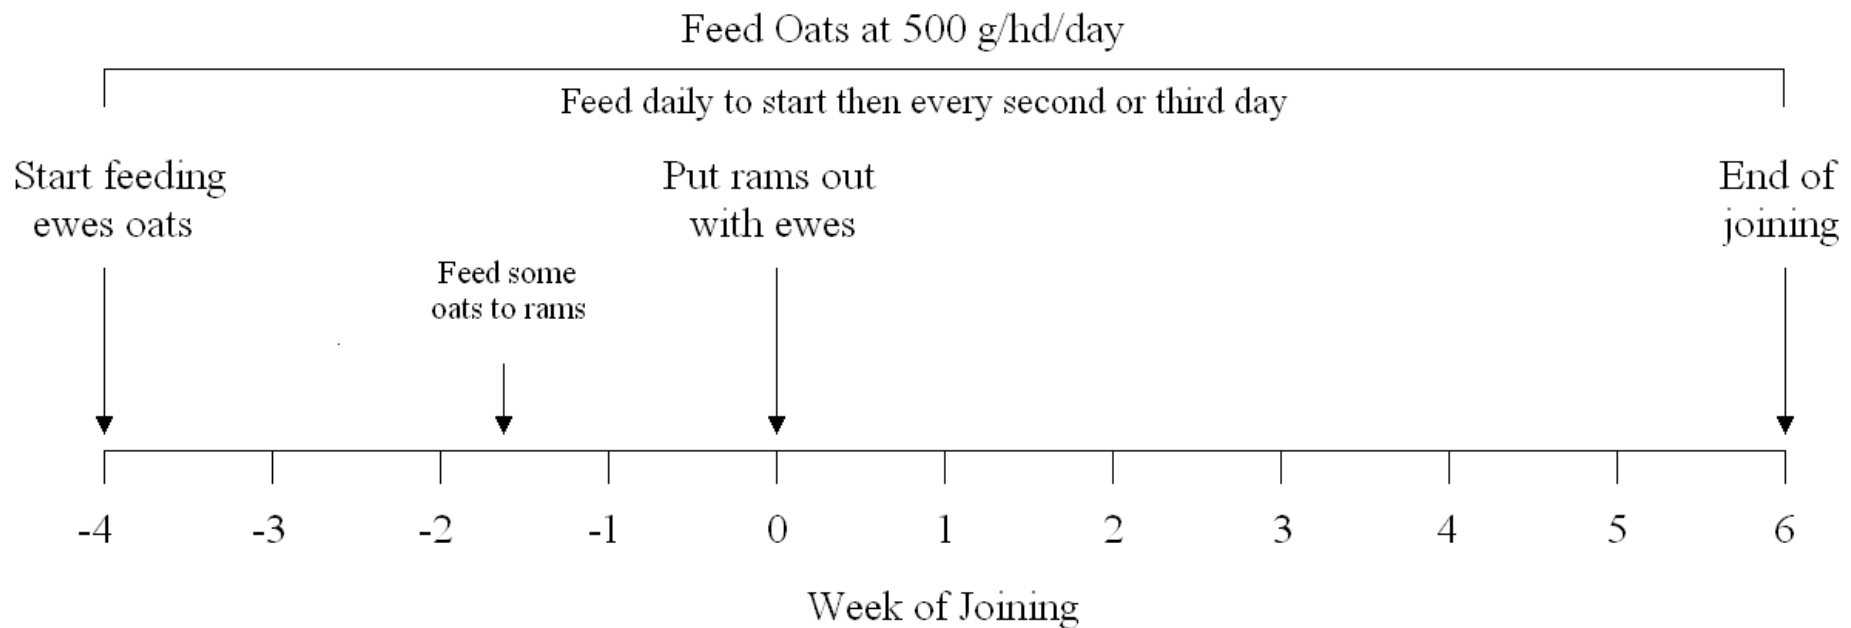 Feed Oats at 500 g/hd/day
Feed daily to start then every second or third day
Start feeding
ewes oats
Put rams out
with ewes
End of
joining
Feed some
oats to rams
-4 -3 -2 -1 0 1 2 3 4 5 6
Week of Joining